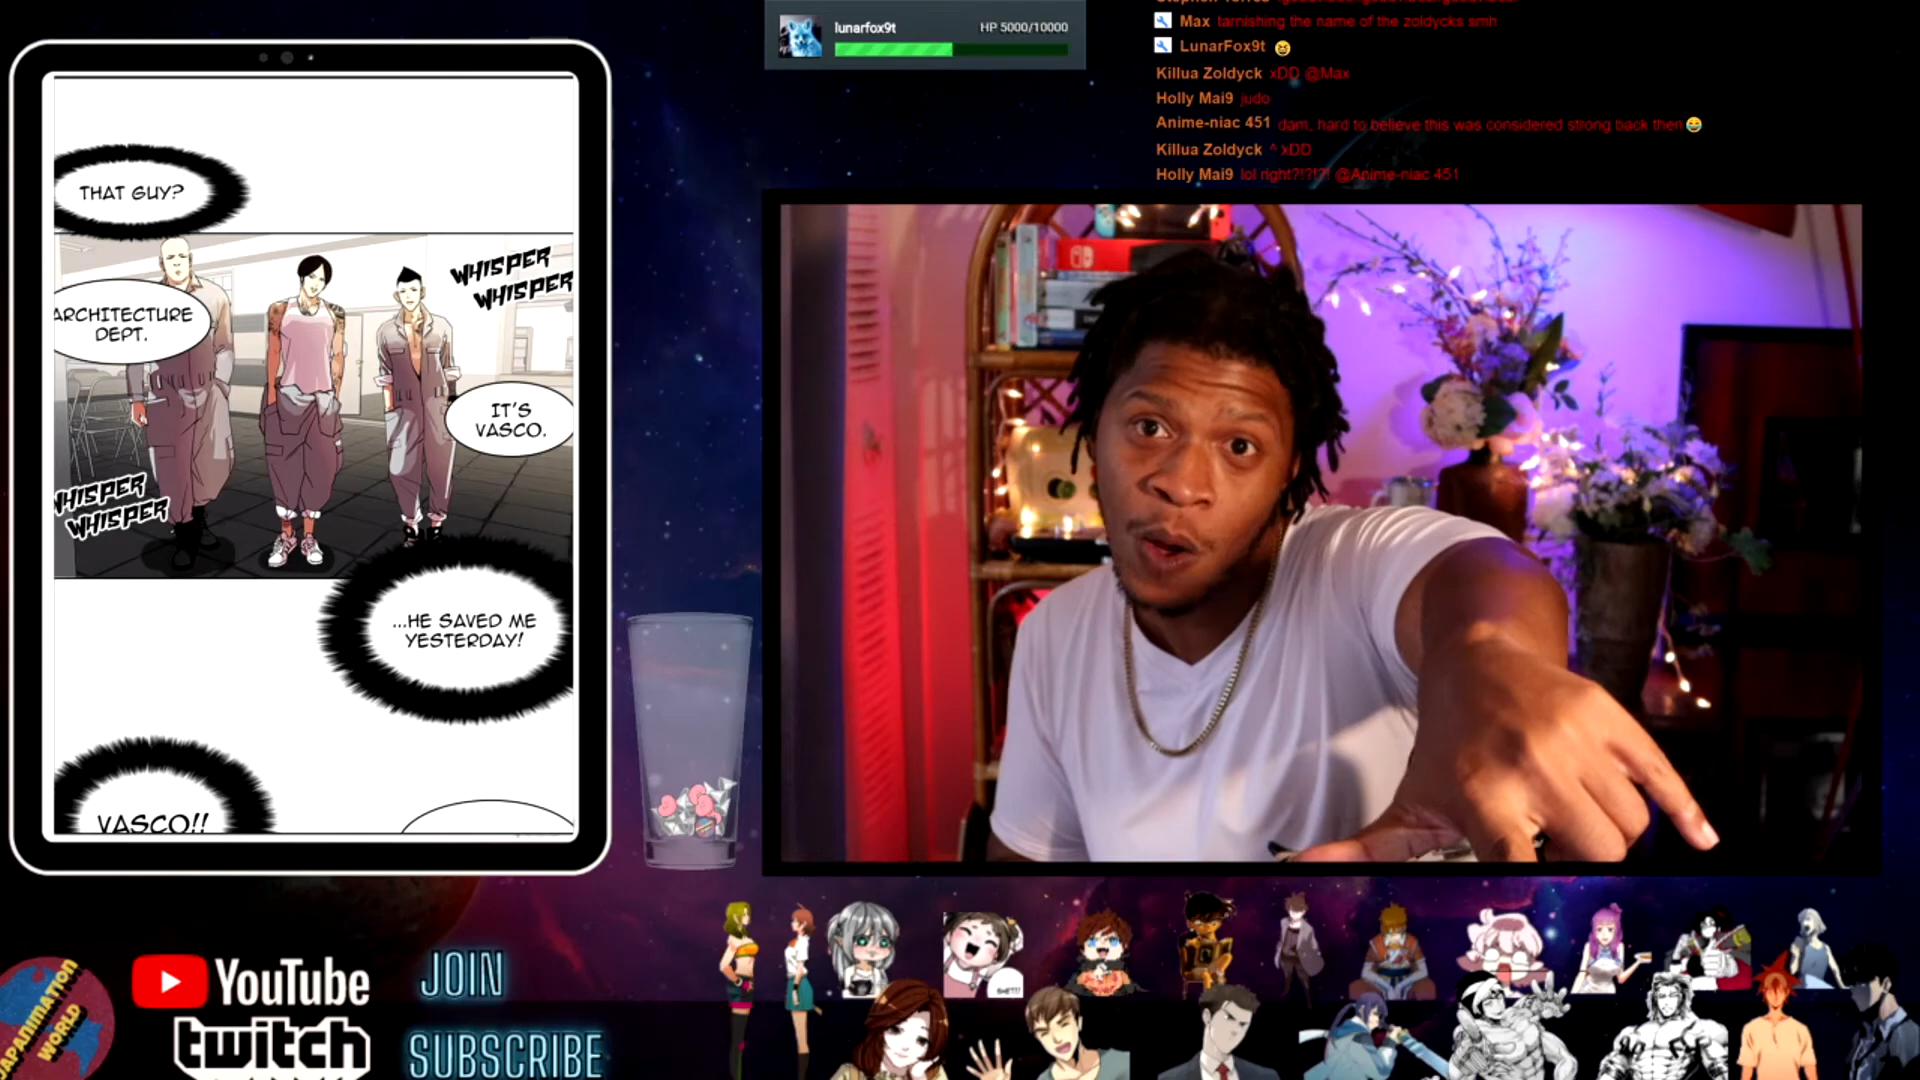 THAT GUY?
WHISPER
WHISPER
ARCHITECTURE
DEPT.
IT'S
VASCO.
WHISPER
WHISPER
...HE SAVED ME
YESTERDAY!
VASCO!!
lunarfox9t HP 5000/10000
Max tarnishing the name of the zoldycks smh
LunarFox9t 😆
Killua Zoldyck xDD @Max
Holly Mai9 judo
Anime-niac 451 dam, hard to believe this was considered strong back then😂
Killua Zoldyck ^ xDD
Holly Mai9 lol right?!?!?! @Anime-niac 451
JAPANIMATION
WORLD
YouTube
twitch
JOIN
SUBSCRIBE